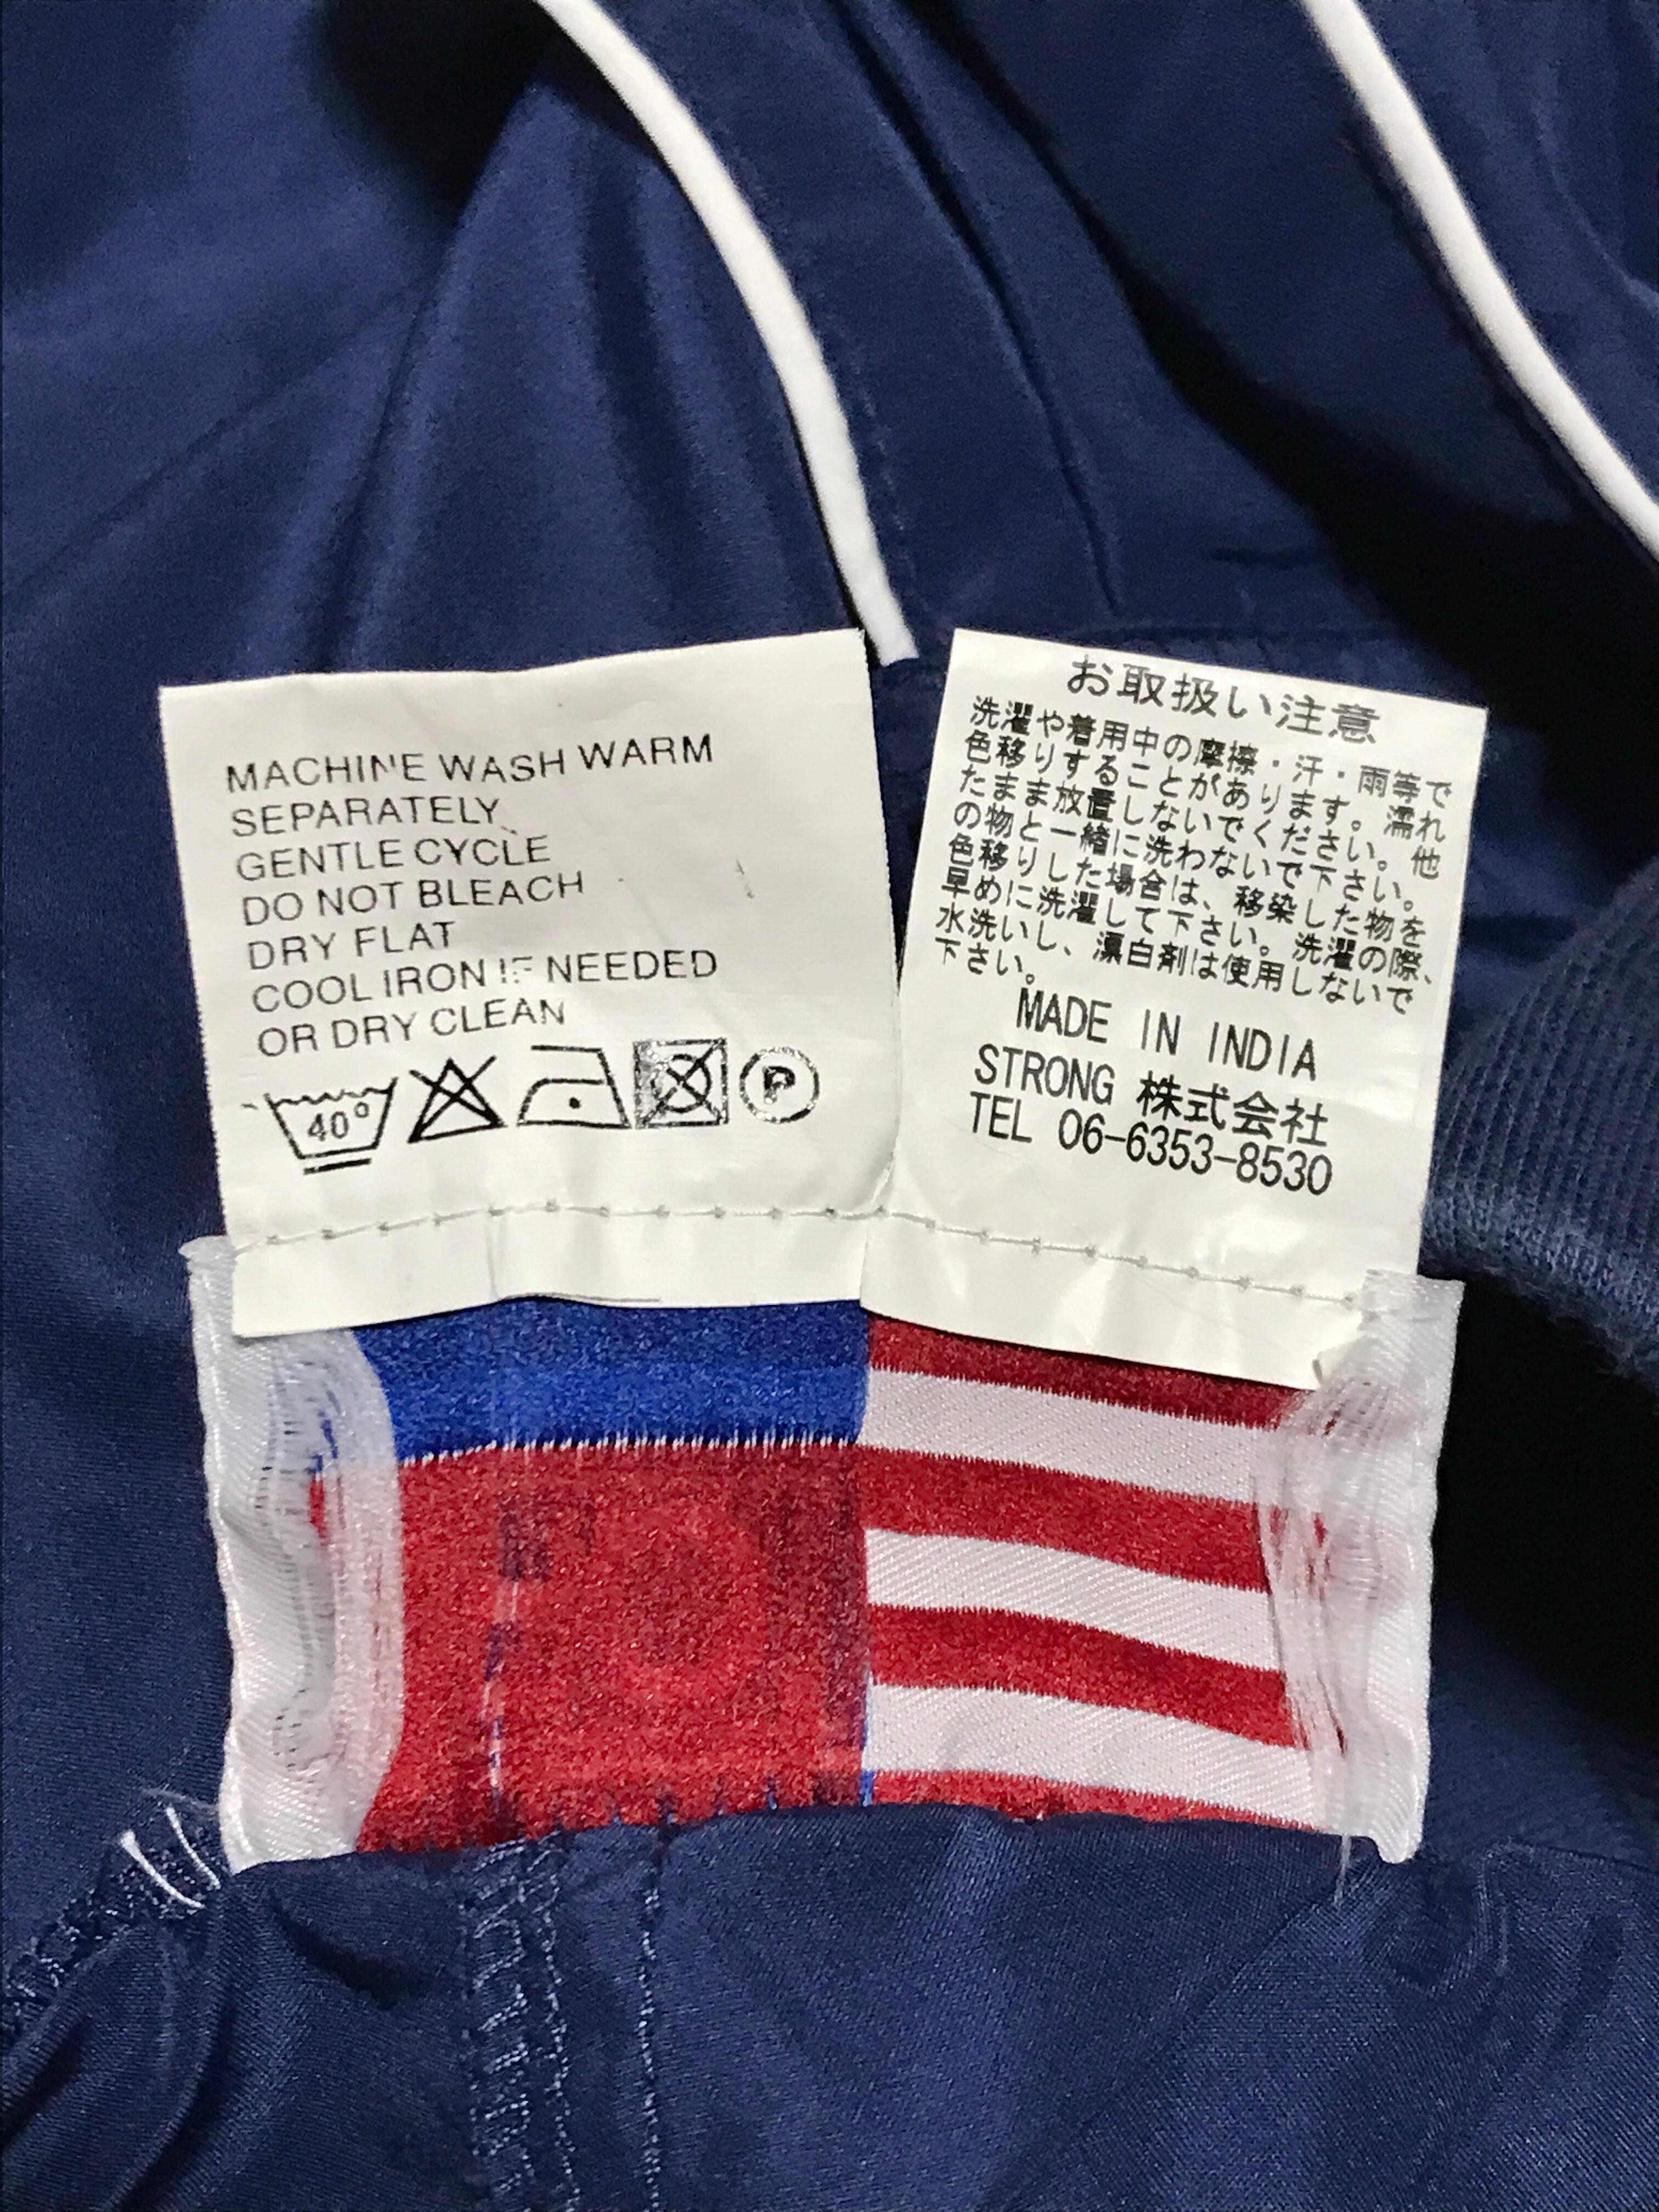 MACHINE WASH WARM
SEPARATELY
GENTLE CYCLE
DO NOT BLEACH
DRY FLAT
COOL IRON IF NEEDED
OR DRY CLEAN
40°
P
お取扱い注意
洗濯や着用中の摩擦・汗・雨等で
色移りすることがあります。濡れ
たまま放置しないでください。他
の物と一緒に洗わないで下さい。
色移りした場合は、移染した物を
早めに洗濯して下さい。洗濯の際、
水洗いし、漂白剤は使用しないで
下さい。
MADE IN INDIA
STRONG 株式会社
TEL 06-6353-8530